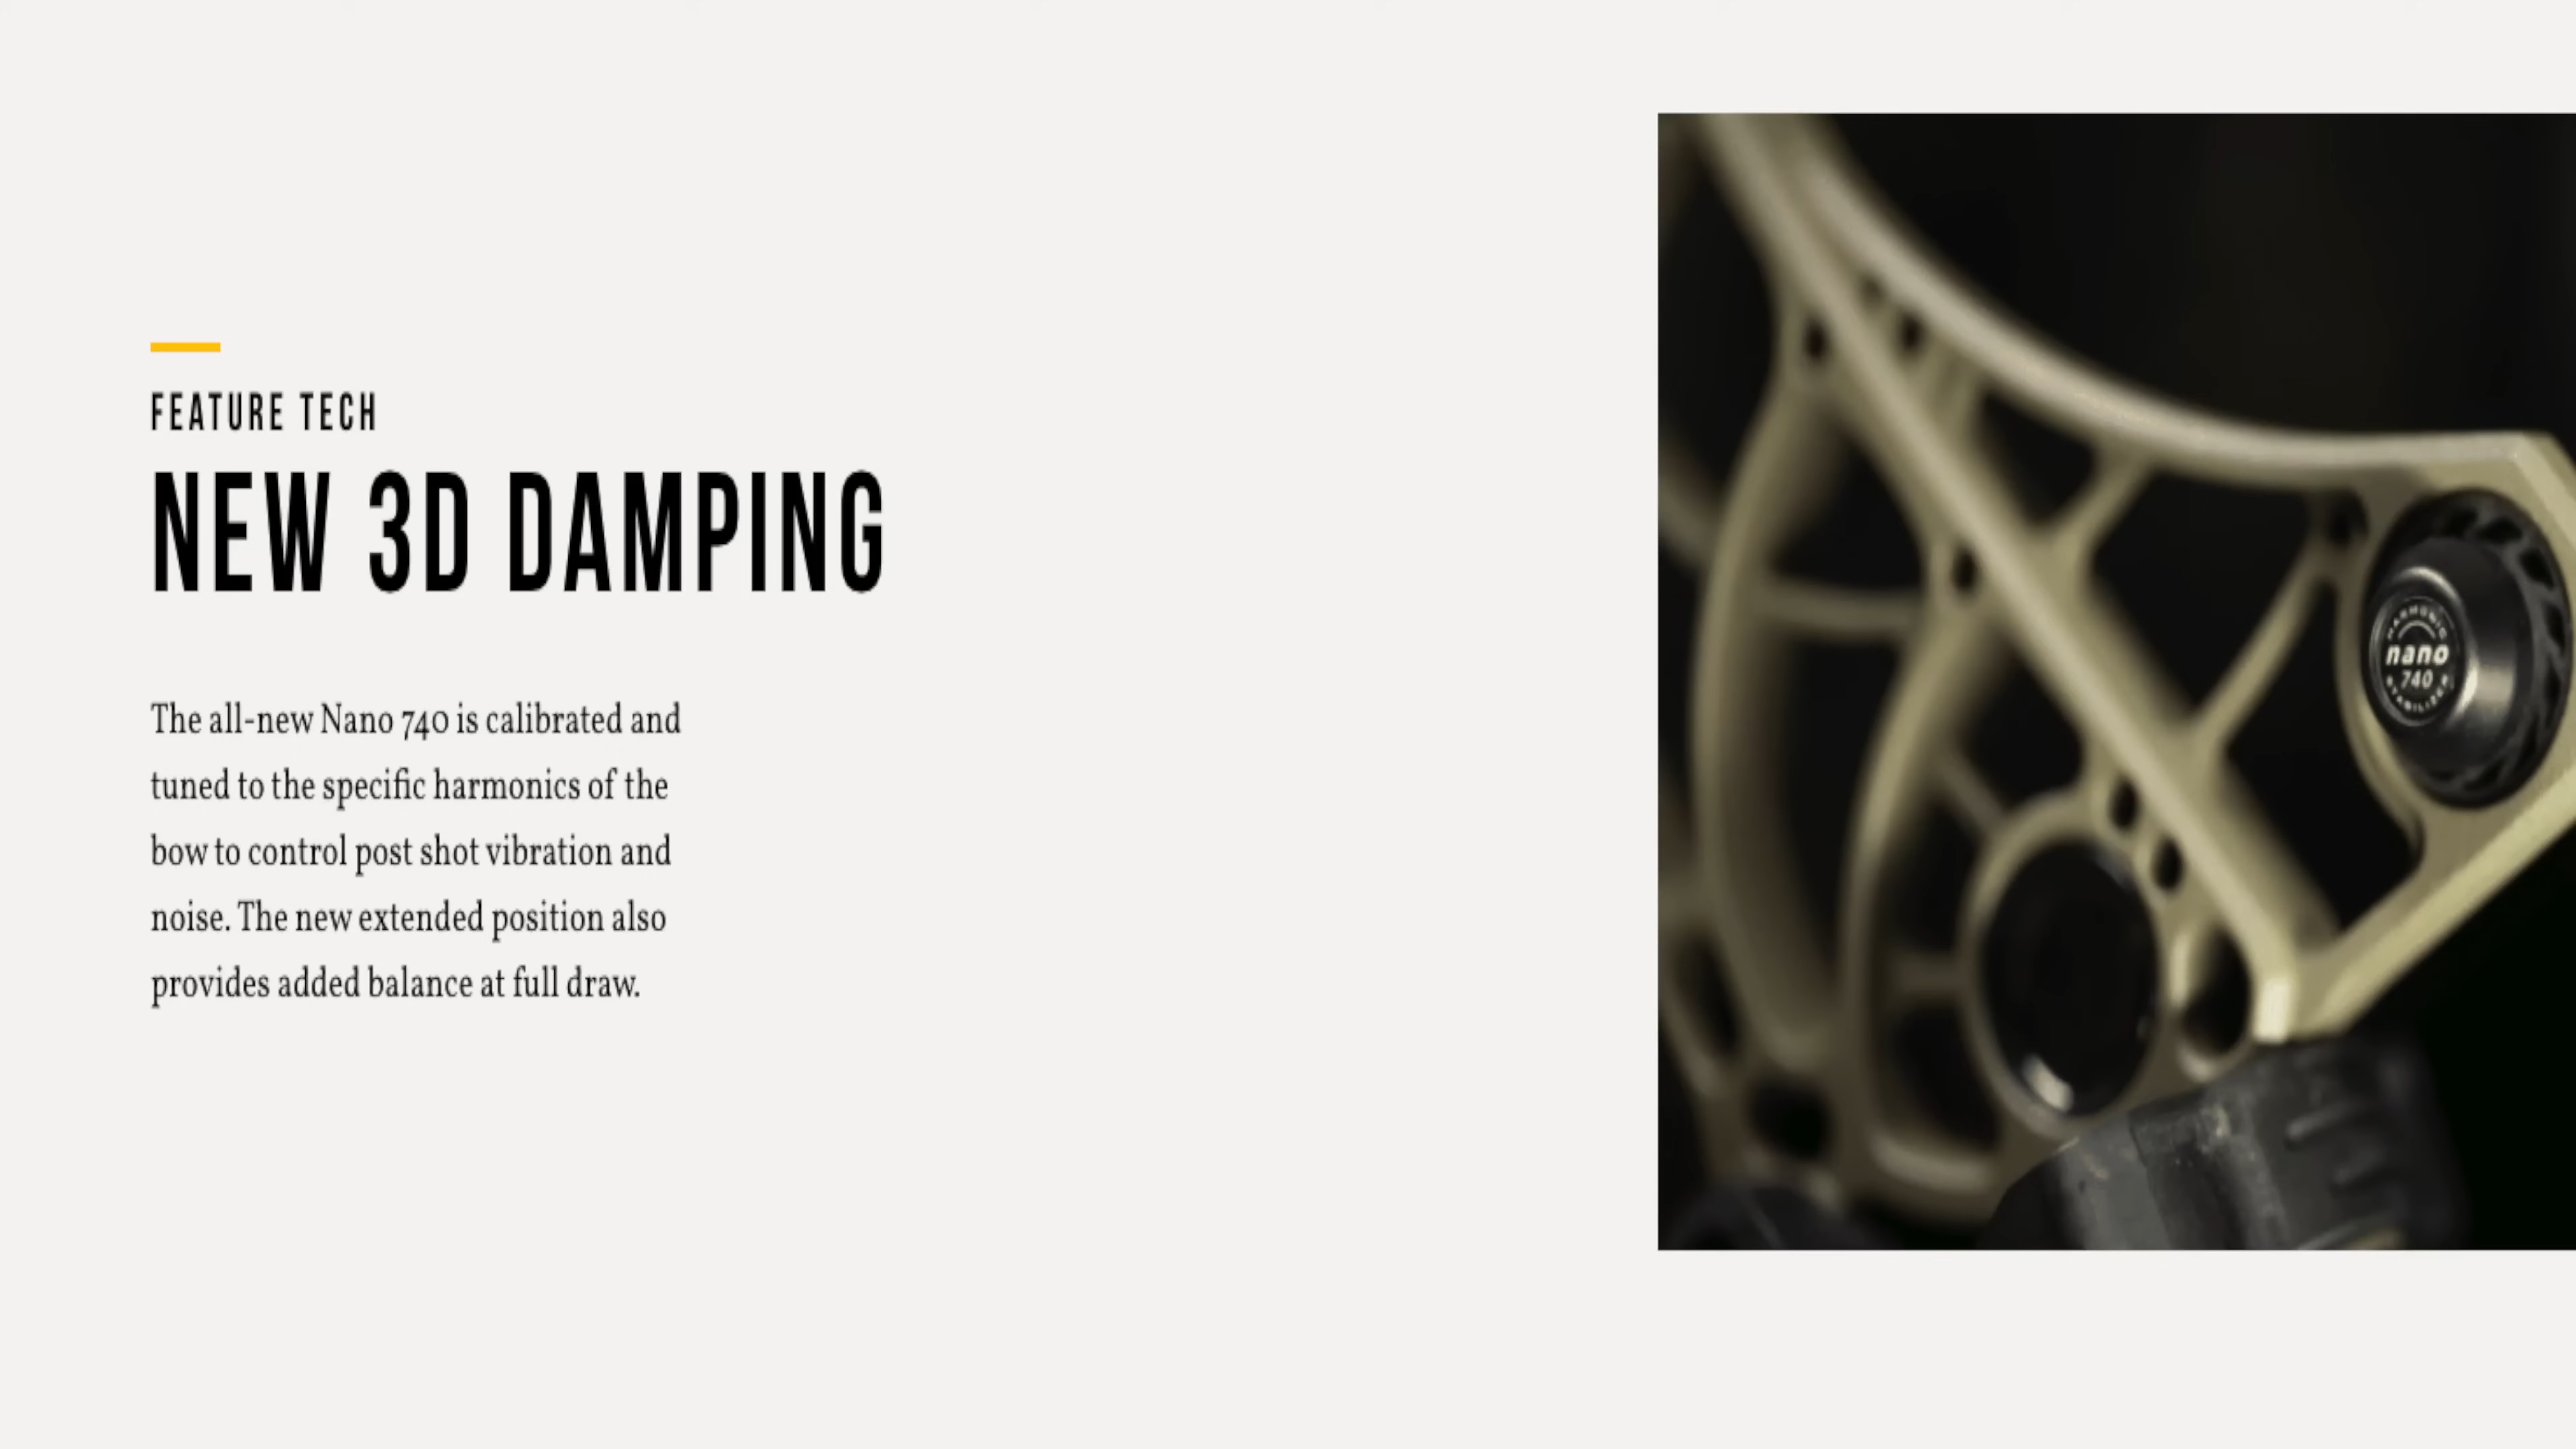 FEATURE TECH
NEW 3D DAMPING
The all-new Nano 740 is calibrated and
tuned to the specific harmonics of the
bow to control post shot vibration and
noise. The new extended position also
provides added balance at full draw.
HARMONIC
nano
740
STABILIZER